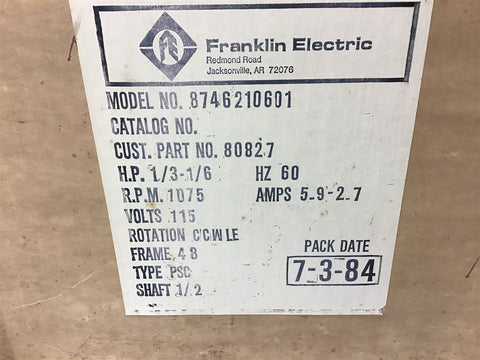 Franklin Electric
Redmond Road
Jacksonville, AR 72076
MODEL NO. 8746210601
CATALOG NO.
CUST. PART NO. 80827
H.P. 1/3-1/6 HZ 60
R.P.M. 1075 AMPS 5.9-2.7
VOLTS 115
ROTATION CCWLE
FRAME 48
TYPE PSC
SHAFT 1/2
PACK DATE
7-3-84